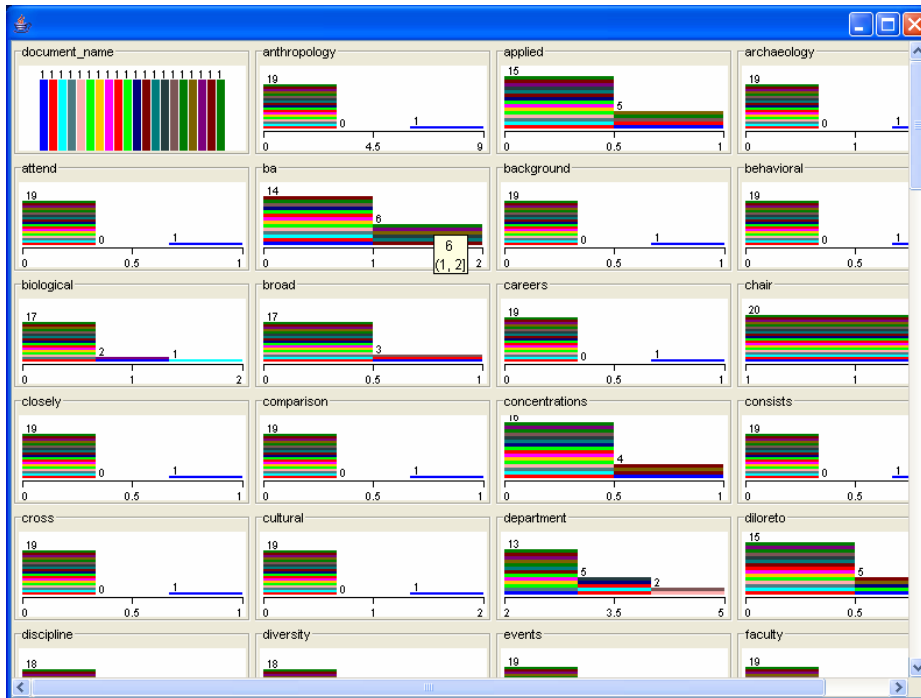 document_name anthropology applied archaeology
1 1 1 1 1 1 1 1 1 1 1 1 1 1 1 1 1 1 1 1
19 0 1
0 4.5 9
15 5
0 0.5 1
19 0 1
0 1
attend ba background behavioral
19 0 1
0 0.5 1
14 6
0 1 2
6
(1, 2]
19 0 1
0 0.5 1
19 0 1
0 0.5 1
biological broad careers chair
17 2 1
0 1 2
17 3
0 0.5 1
19 0 1
0 0.5 1
20
1 1
closely comparison concentrations consists
19 0 1
0 0.5 1
19 0 1
0 0.5 1
16 4
0 0.5 1
19 0 1
0 0.5
cross cultural department diloreto
19 0 1
0 0.5 1
19 0 1
0 1 2
13 5 2
2 3.5 5
15 5
0 0.5
discipline diversity events faculty
18
18
19
19